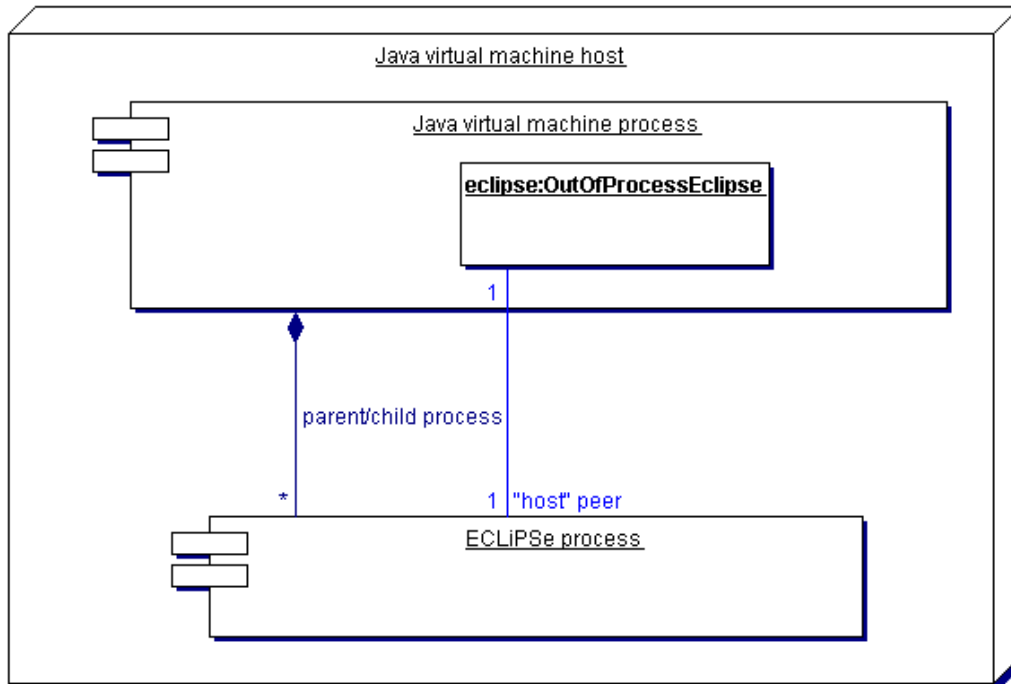 Java virtual machine host
Java virtual machine process
eclipse:OutOfProcessEclipse
1
parent/child process
*
1 "host" peer
ECLiPSe process